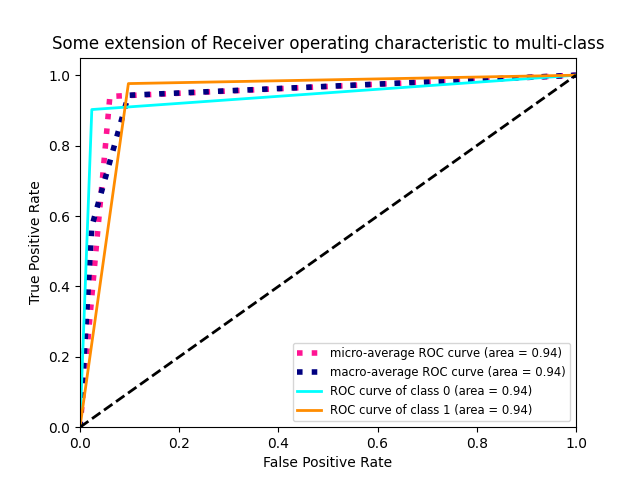 Some extension of Receiver operating characteristic to multi-class
True Positive Rate
1.0
0.8
0.6
0.4
0.2
0.0
micro-average ROC curve (area = 0.94)
macro-average ROC curve (area = 0.94)
ROC curve of class 0 (area = 0.94)
ROC curve of class 1 (area = 0.94)
0.0 0.2 0.4 0.6 0.8 1.0
False Positive Rate